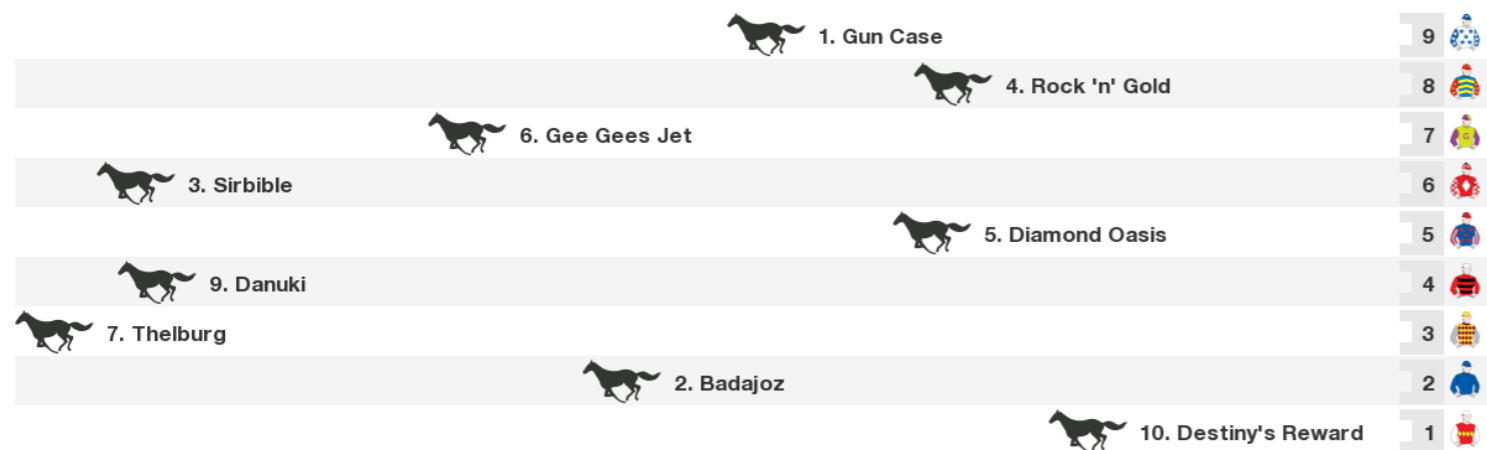 1. Gun Case 9
4. Rock 'n' Gold 8
6. Gee Gees Jet 7
3. Sirbible 6
5. Diamond Oasis 5
9. Danuki 4
7. Thelburg 3
2. Badajoz 2
10. Destiny's Reward 1